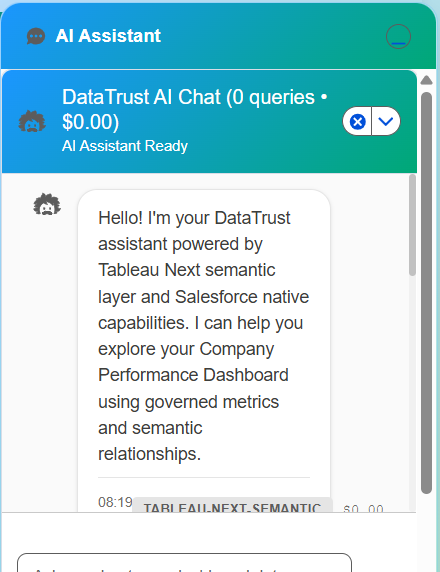 AI Assistant
DataTrust AI Chat (0 queries •
$0.00)
AI Assistant Ready
Hello! I'm your DataTrust
assistant powered by
Tableau Next semantic
layer and Salesforce native
capabilities. I can help you
explore your Company
Performance Dashboard
using governed metrics
and semantic
relationships.
08:19 TABLEAU-NEXT-SEMANTIC $0.00